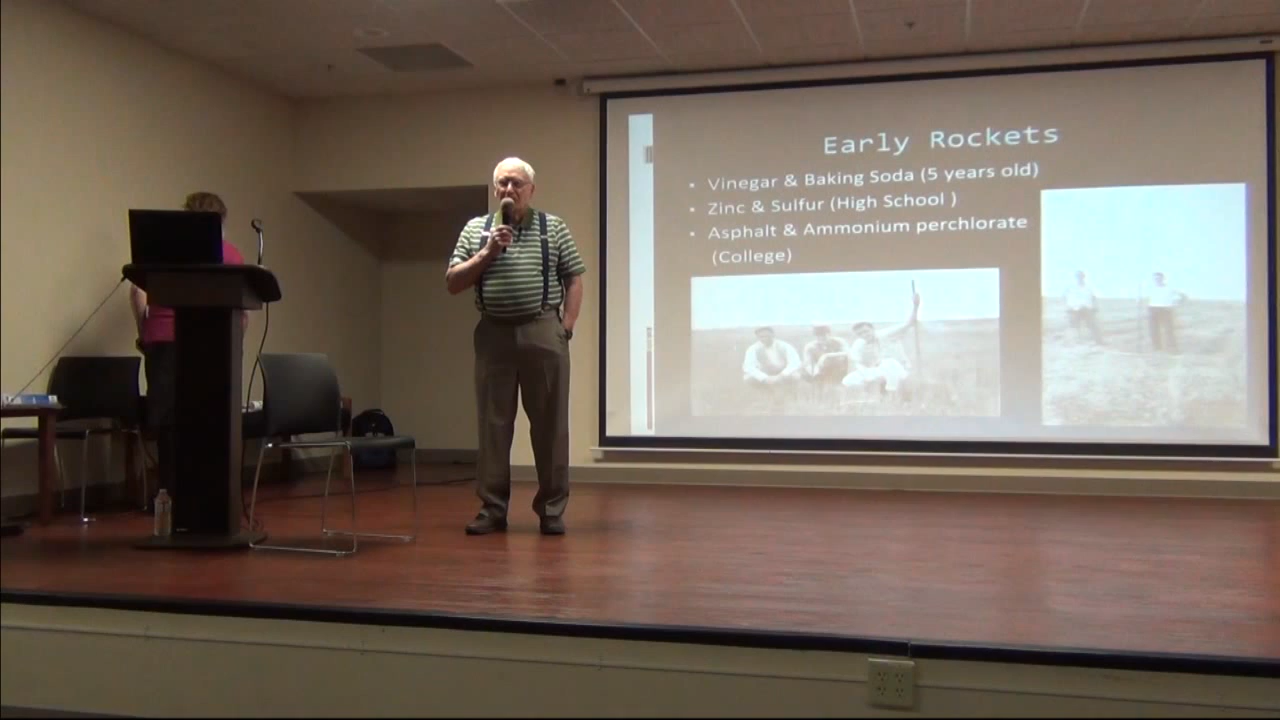 Early Rockets
• Vinegar & Baking Soda (5 years old)
• Zinc & Sulfur (High School )
• Asphalt & Ammonium perchlorate
(College)